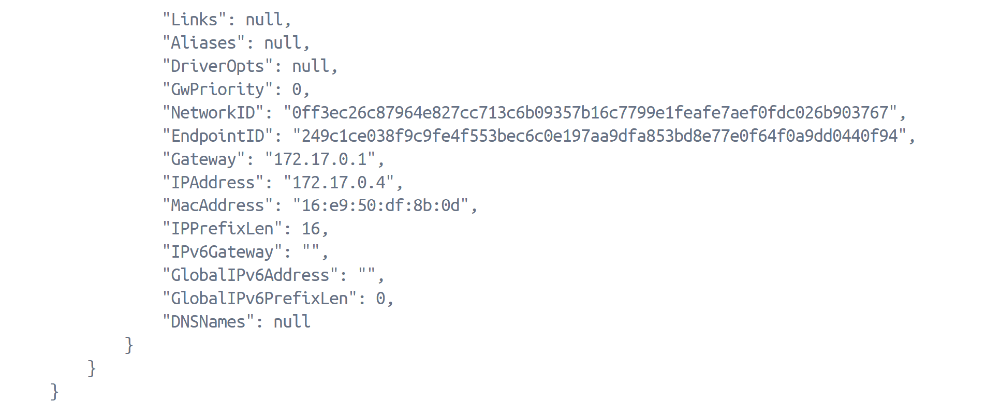 "Links": null,
"Aliases": null,
"DriverOpts": null,
"GwPriority": 0,
"NetworkID": "0ff3ec26c87964e827cc713c6b09357b16c7799e1feafe7aef0fdc026b903767",
"EndpointID": "249c1ce038f9c9fe4f553bec6c0e197aa9dfa853bd8e77e0f64f0a9dd0440f94",
"Gateway": "172.17.0.1",
"IPAddress": "172.17.0.4",
"MacAddress": "16:e9:50:df:8b:0d",
"IPPrefixLen": 16,
"IPv6Gateway": "",
"GlobalIPv6Address": "",
"GlobalIPv6PrefixLen": 0,
"DNSNames": null
}
}
}